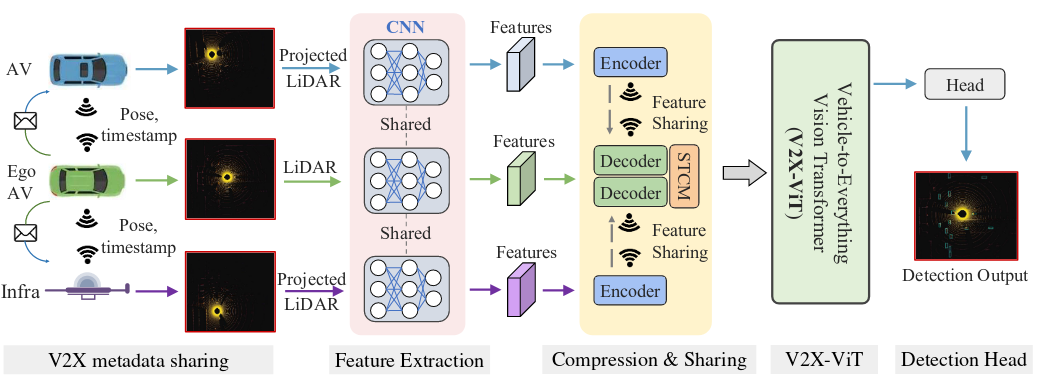 AV
Pose,
timestamp
Ego
AV
Pose,
timestamp
Infra
Projected
LiDAR
LiDAR
Projected
LiDAR
CNN
Shared
Shared
Features
Features
Features
Encoder
Feature
Sharing
Decoder
Decoder
STCM
Feature
Sharing
Encoder
Vehicle-to-Everything
Vision Transformer
(V2X-ViT)
Head
Detection Output
V2X metadata sharing
Feature Extraction
Compression & Sharing
V2X-ViT
Detection Head